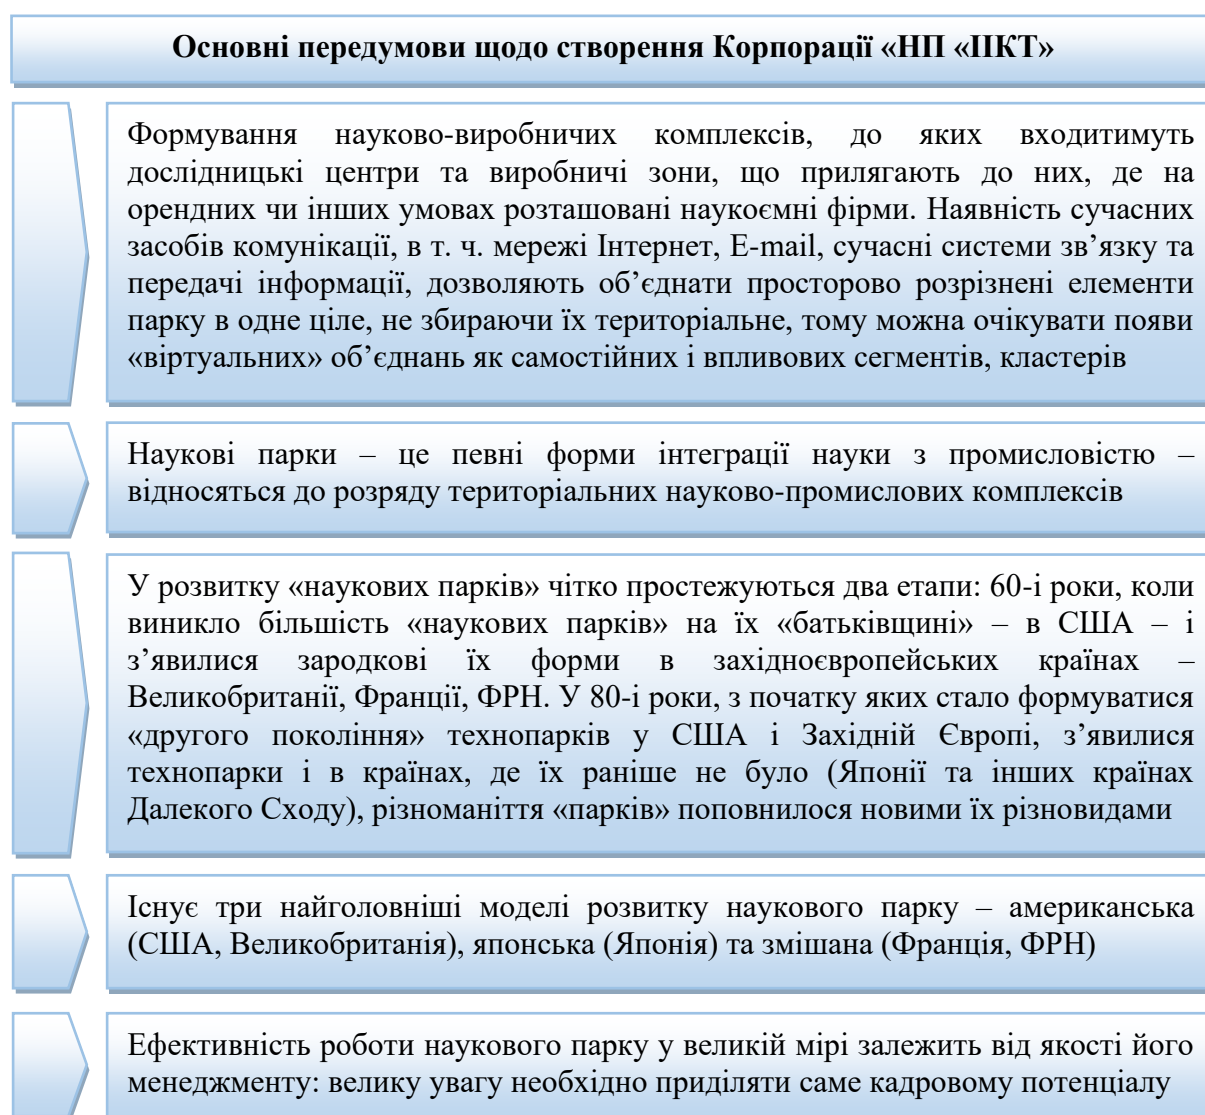 Основні передумови щодо створення Корпорації «НП «ІІКТ»
Формування науково-виробничих комплексів, до яких входитимуть
дослідницькі центри та виробничі зони, що прилягають до них, де на
орендних чи інших умовах розташовані наукоємні фірми. Наявність сучасних
засобів комунікації, в т. ч. мережі Інтернет, E-mail, сучасні системи зв’язку та
передачі інформації, дозволяють об’єднати просторово розрізнені елементи
парку в одне ціле, не збираючи їх територіальне, тому можна очікувати появи
«віртуальних» об’єднань як самостійних і впливових сегментів, кластерів
Наукові парки – це певні форми інтеграції науки з промисловістю –
відносяться до розряду територіальних науково-промислових комплексів
У розвитку «наукових парків» чітко простежуються два етапи: 60-і роки, коли
виникло більшість «наукових парків» на їх «батьківщині» – в США – і
з’явилися зародкові їх форми в західноєвропейських країнах –
Великобританії, Франції, ФРН. У 80-і роки, з початку яких стало формуватися
«другого покоління» технопарків у США і Західній Європі, з’явилися
технопарки і в країнах, де їх раніше не було (Японії та інших країнах
Далекого Сходу), різноманіття «парків» поповнилося новими їх різновидами
Існує три найголовніші моделі розвитку наукового парку – американська
(США, Великобританія), японська (Японія) та змішана (Франція, ФРН)
Ефективність роботи наукового парку у великій мірі залежить від якості його
менеджменту: велику увагу необхідно приділяти саме кадровому потенціалу